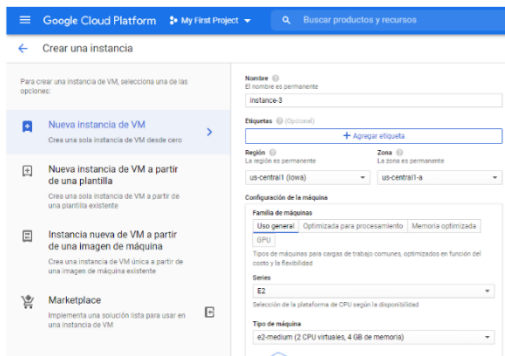 Google Cloud Platform
My First Project
Buscar productos y recursos
Crear una instancia
Para crear una instancia de VM, selecciona una de las
opciones:
Nueva instancia de VM
Crea una sola instancia de VM desde cero
Nueva instancia de VM a partir
de una plantilla
Crea una sola instancia de VM a partir de
una plantilla existente
Instancia nueva de VM a partir
de una imagen de máquina
Crea una instancia de VM única a partir de
una imagen de máquina existente
Marketplace
Implementa una solución lista para usar en
una instancia de VM
Nombre
El nombre es permanente
instance-3
Etiquetas (Opcional)
Agregar etiqueta
Región
La región es permanente
us-central1 (Iowa)
Zona
La zona es permanente
us-central1-a
Configuración de la máquina
Familia de máquinas
Uso general Optimizada para procesamiento Memoria optimizada
GPU
Tipos de máquinas para cargas de trabajo comunes, optimizados en función del
costo y la flexibilidad
Series
E2
Selección de la plataforma de CPU según la disponibilidad
Tipo de máquina
e2-medium (2 CPU virtuales, 4 GB de memoria)